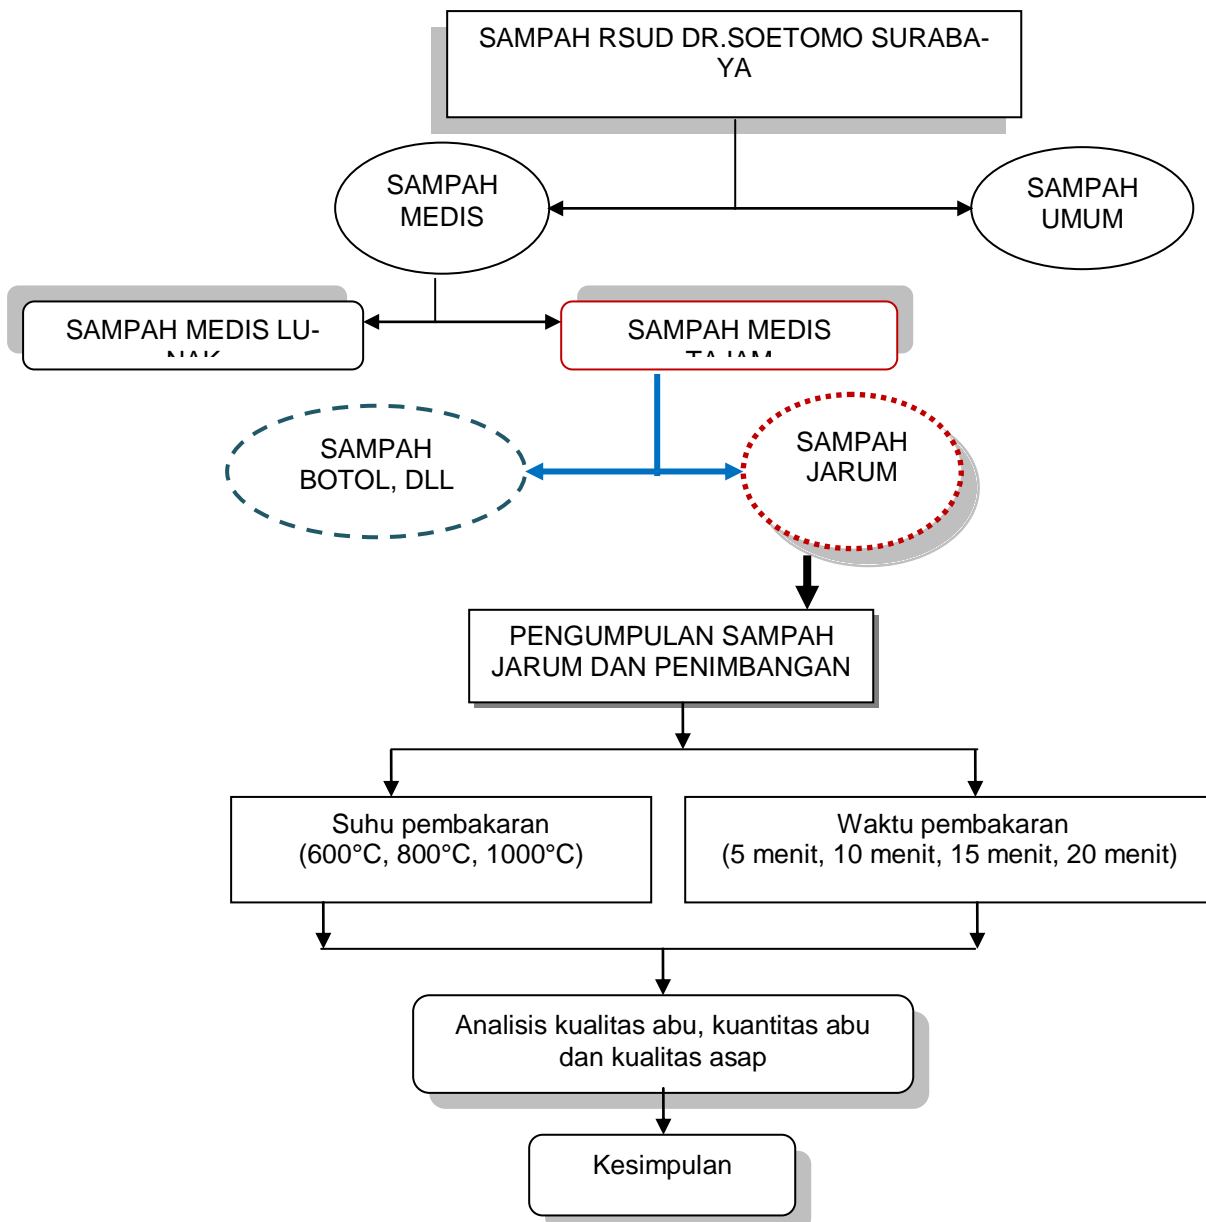 SAMPAH RSUD DR.SOETOMO SURABA-
YA
SAMPAH
MEDIS
SAMPAH
UMUM
SAMPAH MEDIS LU-
NAK
SAMPAH MEDIS
TAJAM
SAMPAH
BOTOL, DLL
SAMPAH
JARUM
PENGUMPULAN SAMPAH
JARUM DAN PENIMBANGAN
Suhu pembakaran
(600°C, 800°C, 1000°C)
Waktu pembakaran
(5 menit, 10 menit, 15 menit, 20 menit)
Analisis kualitas abu, kuantitas abu
dan kualitas asap
Kesimpulan